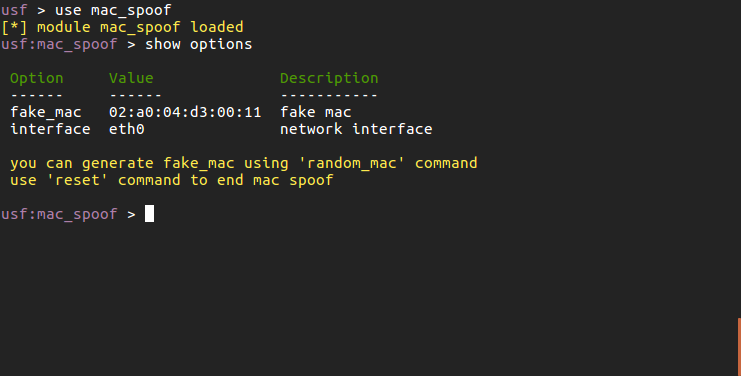 usf > use mac_spoof
[*] module mac_spoof loaded
usf:mac_spoof > show options
Option Value Description
------ ------ -----------
fake_mac 02:a0:04:d3:00:11 fake mac
interface eth0 network interface
you can generate fake_mac using 'random_mac' command
use 'reset' command to end mac spoof
usf:mac_spoof >